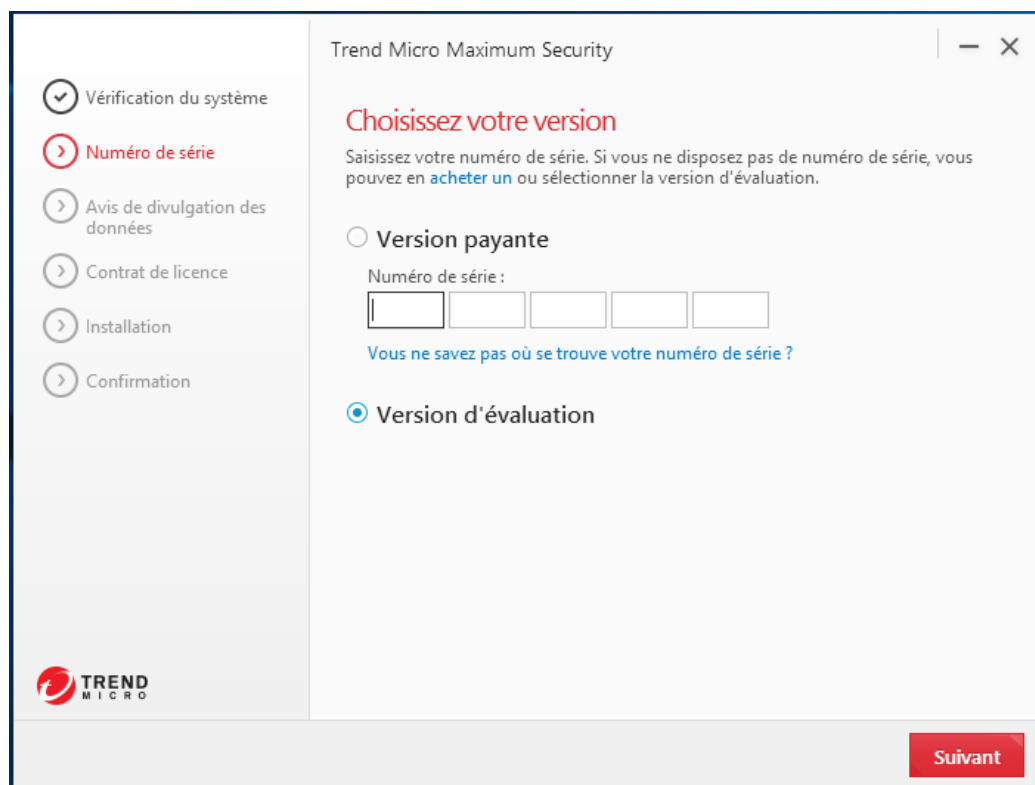 Trend Micro Maximum Security
Vérification du système
Numéro de série
Avis de divulgation des
données
Contrat de licence
Installation
Confirmation
Choisissez votre version
Saisissez votre numéro de série. Si vous ne disposez pas de numéro de série, vous
pouvez en acheter un ou sélectionner la version d'évaluation.
Version payante
Numéro de série :
Vous ne savez pas où se trouve votre numéro de série ?
Version d'évaluation
TREND
MICRO
Suivant